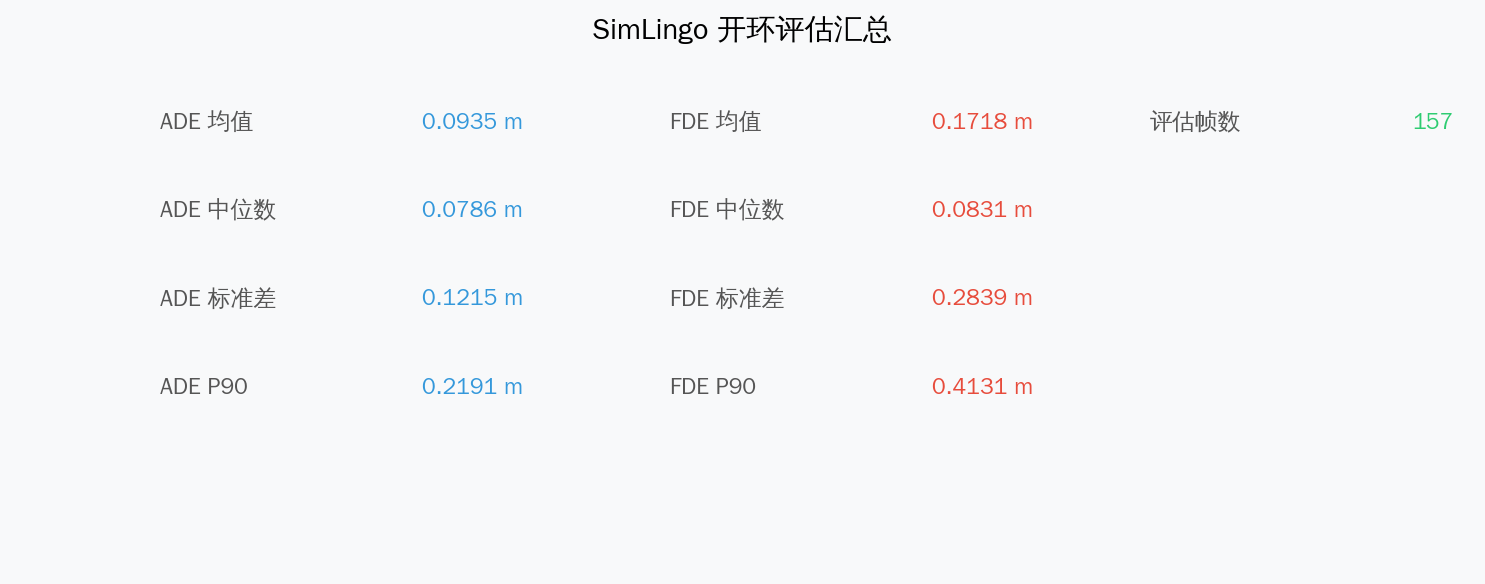 SimLingo 开环评估汇总
ADE 均值 0.0935 m FDE 均值 0.1718 m 评估帧数 157
ADE 中位数 0.0786 m FDE 中位数 0.0831 m
ADE 标准差 0.1215 m FDE 标准差 0.2839 m
ADE P90 0.2191 m FDE P90 0.4131 m